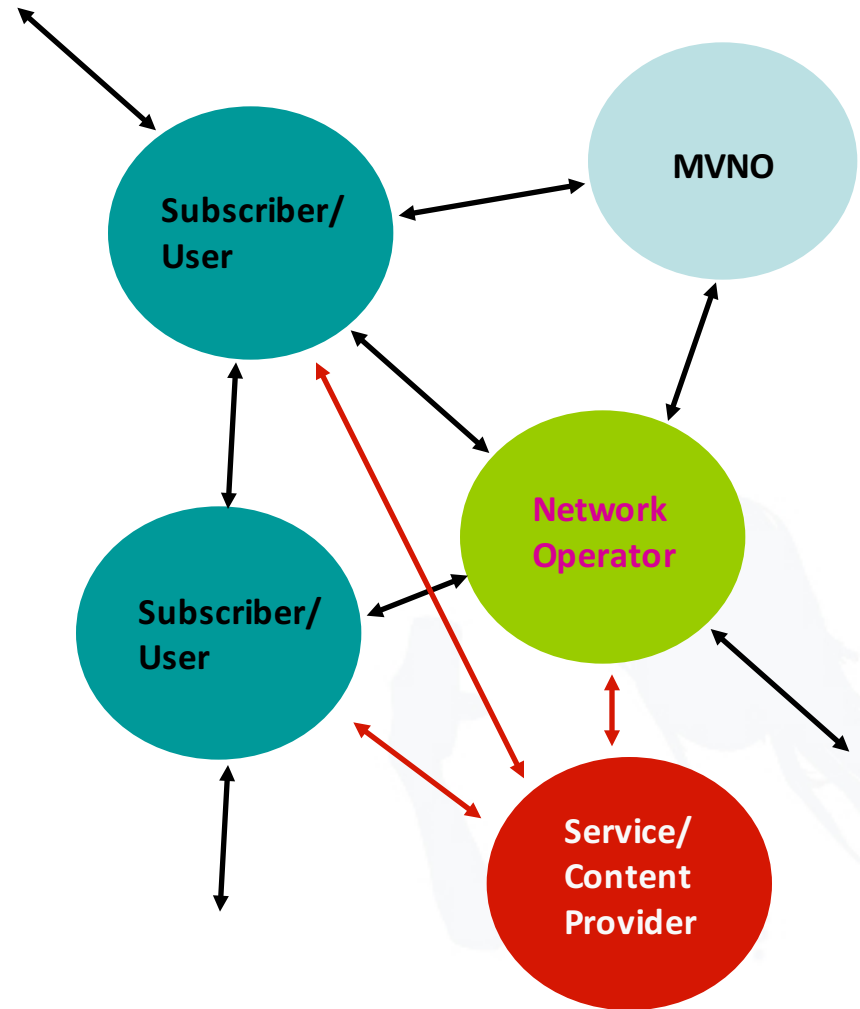 MVNO
Subscriber/
User
Network
Operator
Subscriber/
User
Service/
Content
Provider